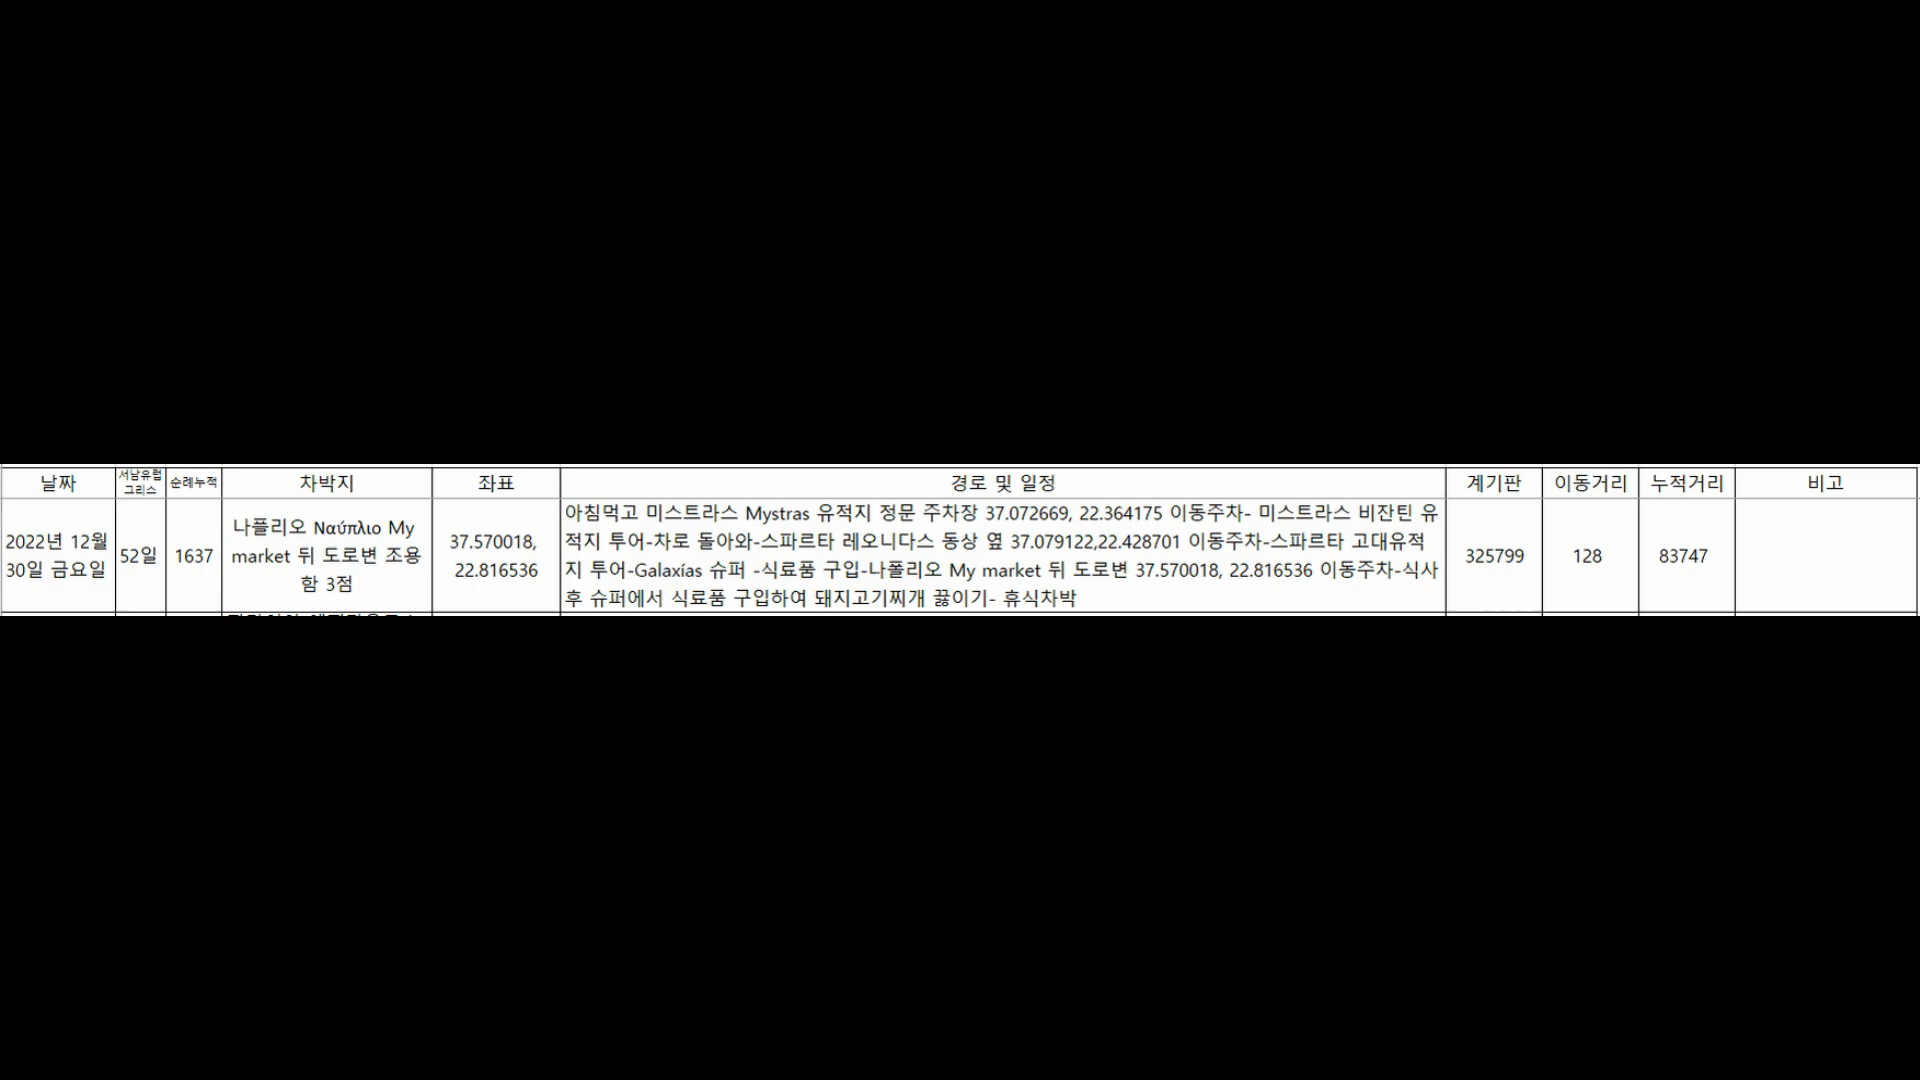 날짜
서남유럽
그리스
순례누적
차박지
좌표
경로 및 일정
계기판
이동거리
누적거리
비고
2022년 12월
30일 금요일
52일
1637
나플리오 Ναύπλιο My
market 뒤 도로변 조용
함 3점
37.570018,
22.816536
아침먹고 미스트라스 Mystras 유적지 정문 주차장 37.072669, 22.364175 이동주차- 미스트라스 비잔틴 유
적지 투어-차로 돌아와-스파르타 레오니다스 동상 옆 37.079122,22.428701 이동주차-스파르타 고대유적
지 투어-Galaxías 슈퍼 -식료품 구입-나폴리오 My market 뒤 도로변 37.570018, 22.816536 이동주차-식사
후 슈퍼에서 식료품 구입하여 돼지고기찌개 끓이기- 휴식차박
325799
128
83747